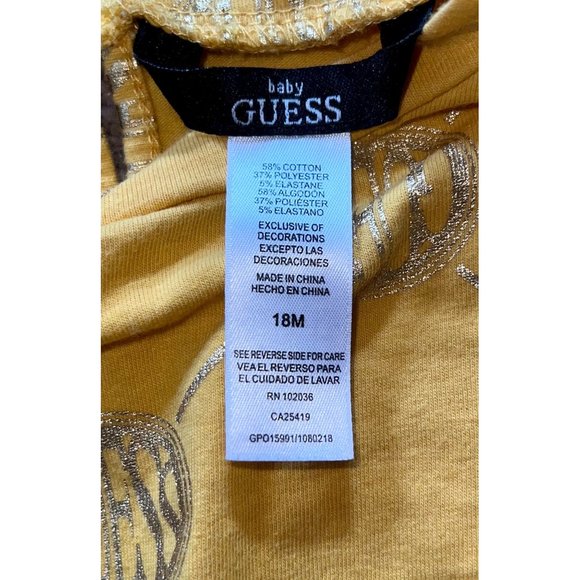 baby
GUESS
58% COTTON
37% POLYESTER
5% ELASTANE
58% ALGODÓN
37% POLIÉSTER
5% ELASTANO
EXCLUSIVE OF
DECORATIONS
EXCEPTO LAS
DECORACIONES
MADE IN CHINA
HECHO EN CHINA
18M
SEE REVERSE SIDE FOR CARE
VEA EL REVERSO PARA
EL CUIDADO DE LAVAR
RN 102036
CA25419
GPO15991/1080218